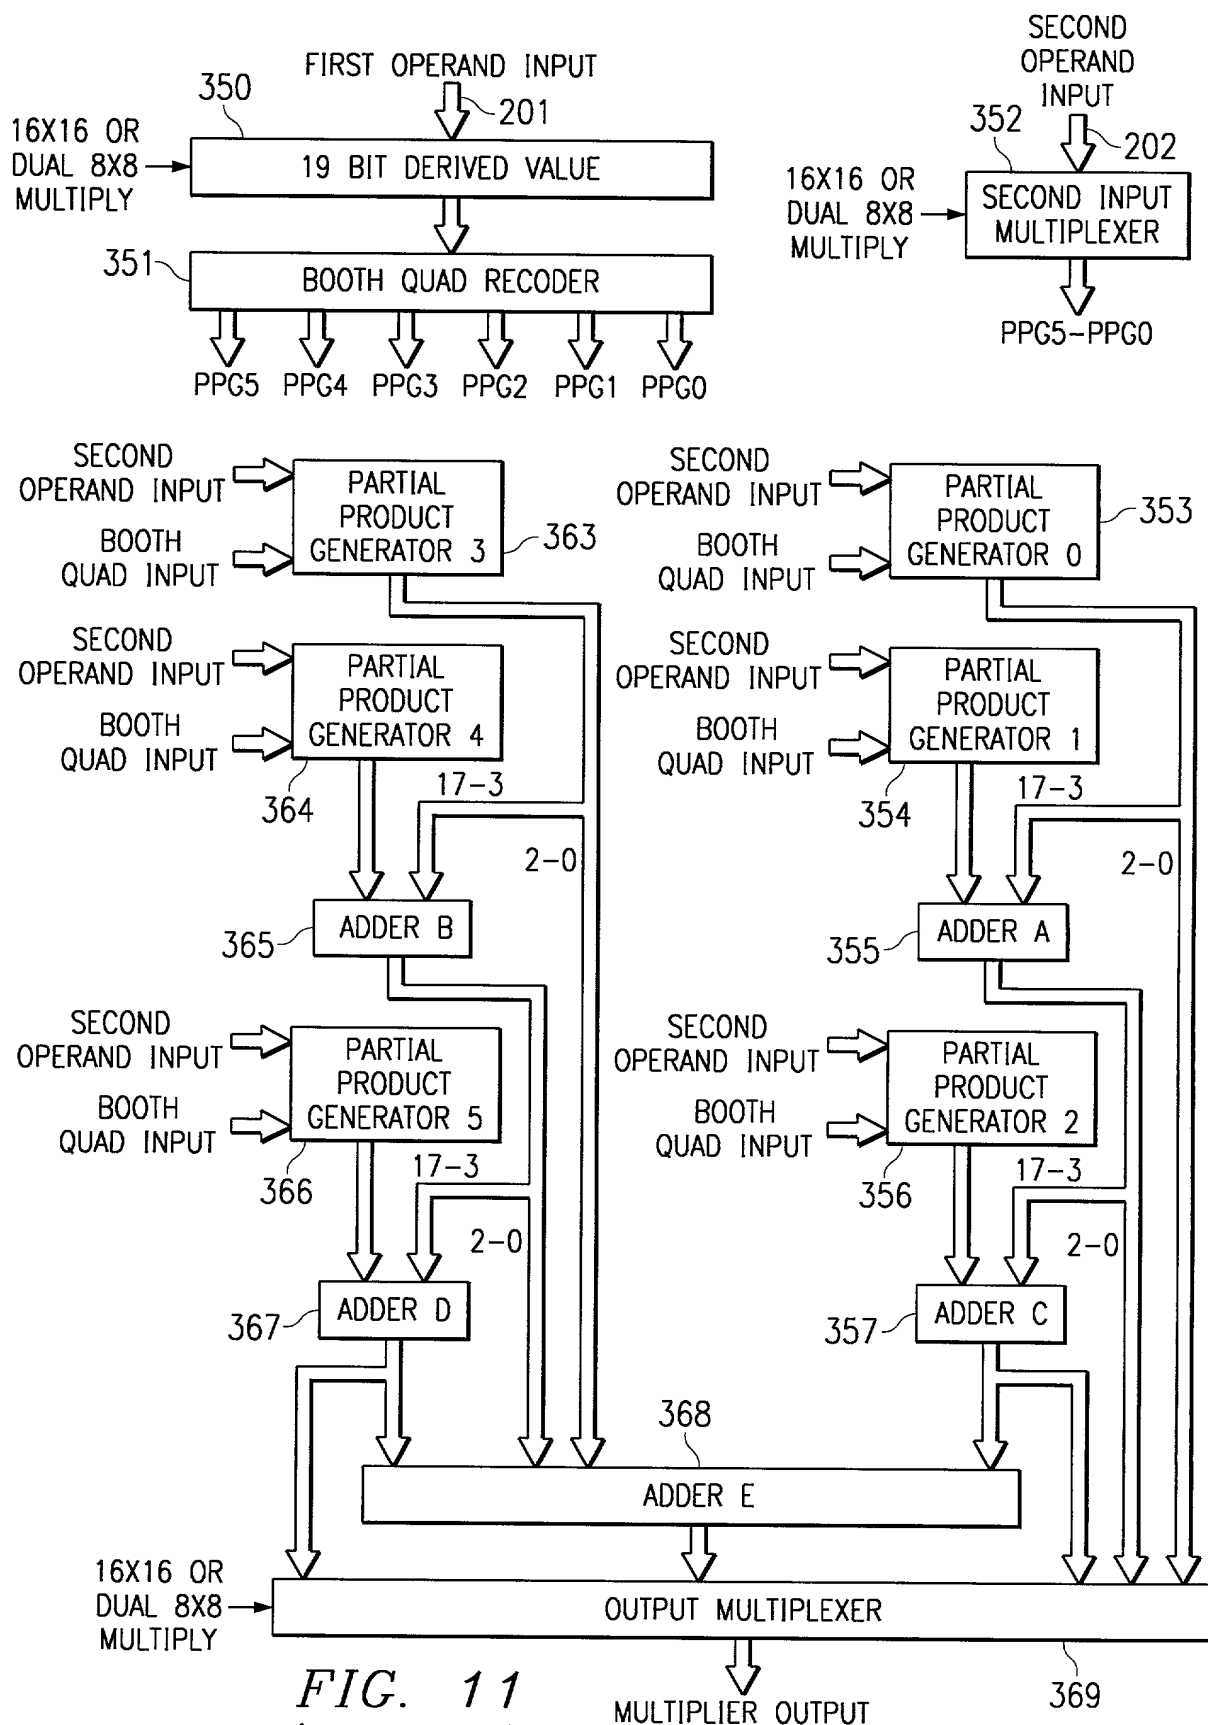 FIRST OPERAND INPUT
350
201
16X16 OR
DUAL 8X8
MULTIPLY
19 BIT DERIVED VALUE
351
BOOTH QUAD RECODER
PPG5 PPG4 PPG3 PPG2 PPG1 PPG0
SECOND
OPERAND
INPUT
352
202
16X16 OR
DUAL 8X8
MULTIPLY
SECOND INPUT
MULTIPLEXER
PPG5-PPG0
SECOND
OPERAND INPUT
BOOTH
QUAD INPUT
PARTIAL
PRODUCT
GENERATOR 3
363
SECOND
OPERAND INPUT
BOOTH
QUAD INPUT
PARTIAL
PRODUCT
GENERATOR 4
364
17-3
2-0
365
ADDER B
SECOND
OPERAND INPUT
BOOTH
QUAD INPUT
PARTIAL
PRODUCT
GENERATOR 5
366
17-3
2-0
367
ADDER D
SECOND
OPERAND INPUT
BOOTH
QUAD INPUT
PARTIAL
PRODUCT
GENERATOR 0
353
SECOND
OPERAND INPUT
BOOTH
QUAD INPUT
PARTIAL
PRODUCT
GENERATOR 1
354
17-3
2-0
355
ADDER A
SECOND
OPERAND INPUT
BOOTH
QUAD INPUT
PARTIAL
PRODUCT
GENERATOR 2
356
17-3
2-0
357
ADDER C
368
ADDER E
16X16 OR
DUAL 8X8
MULTIPLY
OUTPUT MULTIPLEXER
369
MULTIPLIER OUTPUT
FIG. 11